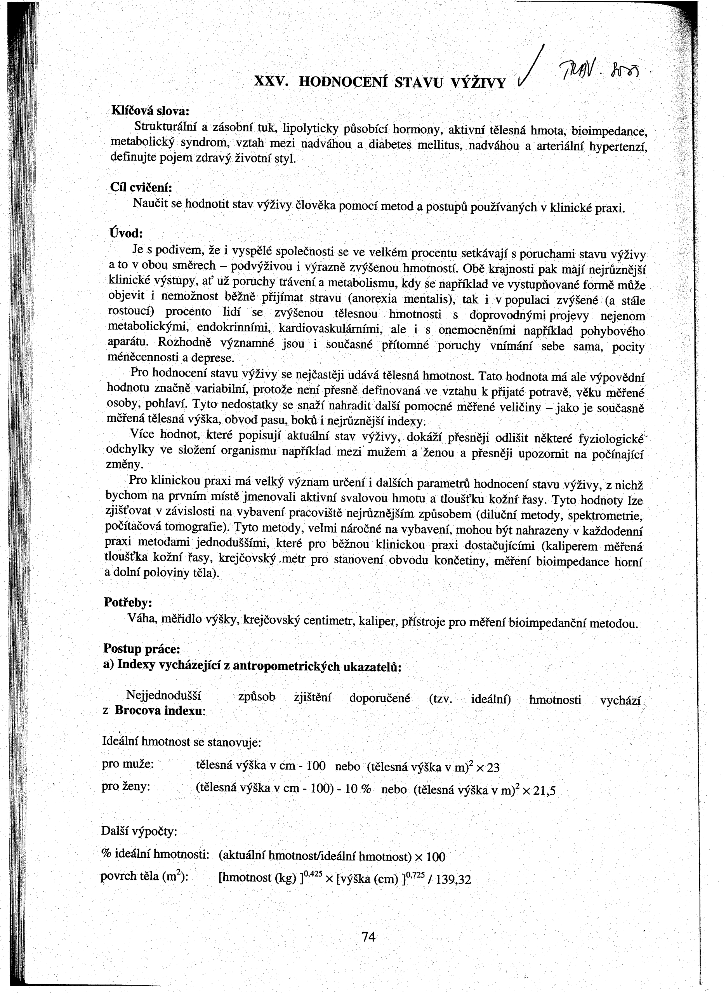 XXV. HODNOCENÍ STAVU VÝŽIVY
TRÁV.
Klíčová slova:
Strukturální a zásobní tuk, lipolyticky působící hormony, aktivní tělesná hmota, bioimpedance,
metabolický syndrom, vztah mezi nadváhou a diabetes mellitus, nadváhou a arteriální hypertenzí,
definujte pojem zdravý životní styl.
Cíl cvičení:
Naučit se hodnotit stav výživy člověka pomocí metod a postupů používaných v klinické praxi.
Úvod:
Je s podivem, že i vyspělé společnosti se ve velkém procentu setkávají s poruchami stavu výživy
a to v obou směrech – podvýživou i výrazně zvýšenou hmotností. Obě krajnosti pak mají nejrůznější
klinické výstupy, ať už poruchy trávení a metabolismu, kdy se například ve vystupňované formě může
objevit i nemožnost běžně přijímat stravu (anorexia mentalis), tak i v populaci zvýšené (a stále
rostoucí) procento lidí se zvýšenou tělesnou hmotnosti s doprovodnými projevy nejenom
metabolickými, endokrinními, kardiovaskulárními, ale i s onemocněními například pohybového
aparátu. Rozhodně významné jsou i současné přítomné poruchy vnímání sebe sama, pocity
méněcennosti a deprese.
Pro hodnocení stavu výživy se nejčastěji udává tělesná hmotnost. Tato hodnota má ale výpovědní
hodnotu značně variabilní, protože není přesně definovaná ve vztahu k přijaté potravě, věku měřené
osoby, pohlaví. Tyto nedostatky se snaží nahradit další pomocné měřené veličiny – jako je současně
měřená tělesná výška, obvod pasu, boků i nejrůznější indexy.
Více hodnot, které popisují aktuální stav výživy, dokáží přesněji odlišit některé fyziologické
odchylky ve složení organismu například mezi mužem a ženou a přesněji upozornit na počínající
změny.
Pro klinickou praxi má velký význam určení i dalších parametrů hodnocení stavu výživy, z nichž
bychom na prvním místě jmenovali aktivní svalovou hmotu a tloušťku kožní řasy. Tyto hodnoty lze
zjišťovat v závislosti na vybavení pracoviště nejrůznějším způsobem (diluční metody, spektrometrie,
počítačová tomografie). Tyto metody, velmi náročné na vybavení, mohou být nahrazeny v každodenní
praxi metodami jednoduššími, které pro běžnou klinickou praxi dostačujícími (kaliperem měřená
tloušťka kožní řasy, krejčovský .metr pro stanovení obvodu končetiny, měření bioimpedance horní
a dolní poloviny těla).
Potřeby:
Váha, měřidlo výšky, krejčovský centimetr, kaliper, přístroje pro měření bioimpedanční metodou.
Postup práce:
a) Indexy vycházející z antropometrických ukazatelů:
Nejjednodušší způsob zjištění doporučené (tzv. ideální) hmotnosti vychází
z Brocova indexu:
Ideální hmotnost se stanovuje:
pro muže: tělesná výška v cm - 100 nebo (tělesná výška v m)² × 23
pro ženy: (tělesná výška v cm - 100) - 10 % nebo (tělesná výška v m)² × 21,5
Další výpočty:
% ideální hmotnosti: (aktuální hmotnost/ideální hmotnost) × 100
povrch těla (m²): [hmotnost (kg) ]^0,425 × [výška (cm) ]^0,725 / 139,32
74